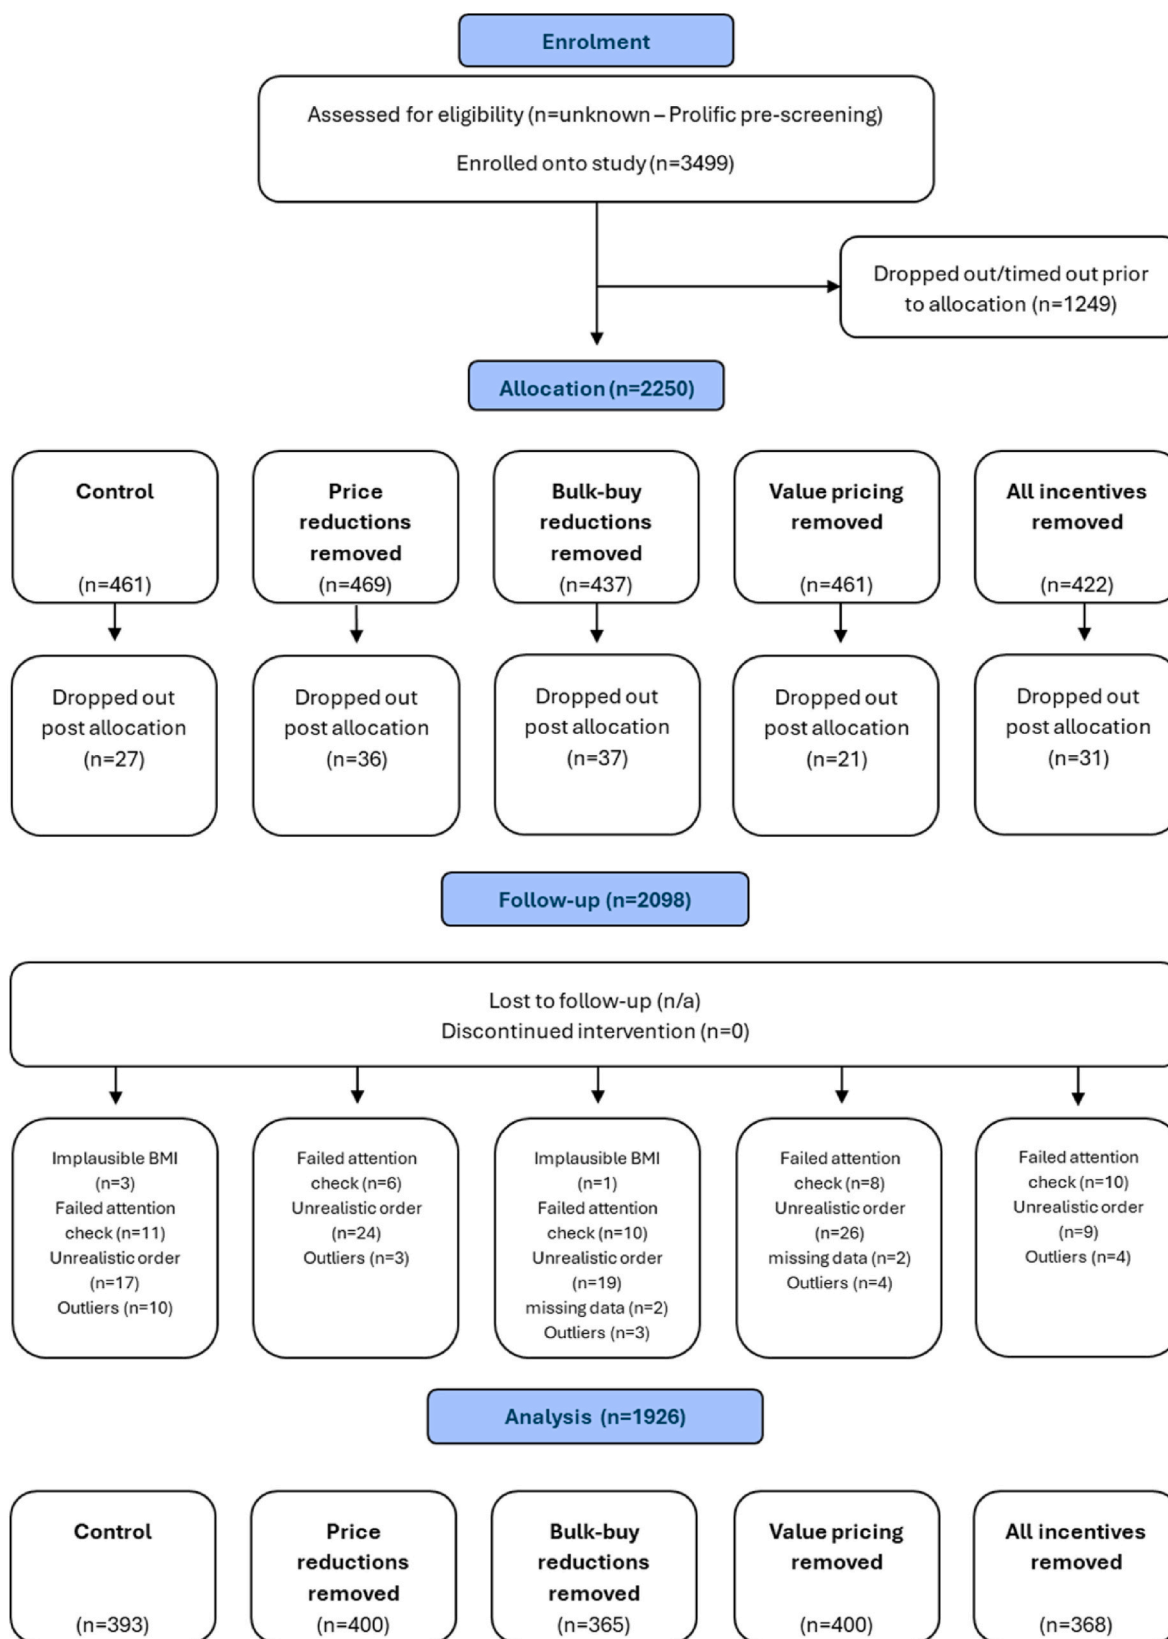 Enrolment
Assessed for eligibility (n=unknown – Prolific pre-screening)
Enrolled onto study (n=3499)
Dropped out/timed out prior
to allocation (n=1249)
Allocation (n=2250)
Control
(n=461)
Price
reductions
removed
(n=469)
Bulk-buy
reductions
removed
(n=437)
Value pricing
removed
(n=461)
All incentives
removed
(n=422)
Dropped out
post allocation
(n=27)
Dropped out
post allocation
(n=36)
Dropped out
post allocation
(n=37)
Dropped out
post allocation
(n=21)
Dropped out
post allocation
(n=31)
Follow-up (n=2098)
Lost to follow-up (n/a)
Discontinued intervention (n=0)
Implausible BMI
(n=3)
Failed attention
check (n=11)
Unrealistic order
(n=17)
Outliers (n=10)
Failed attention
check (n=6)
Unrealistic order
(n=24)
Outliers (n=3)
Implausible BMI
(n=1)
Failed attention
check (n=10)
Unrealistic order
(n=19)
missing data (n=2)
Outliers (n=3)
Failed attention
check (n=8)
Unrealistic order
(n=26)
missing data (n=2)
Outliers (n=4)
Failed attention
check (n=10)
Unrealistic order
(n=9)
Outliers (n=4)
Analysis (n=1926)
Control
(n=393)
Price
reductions
removed
(n=400)
Bulk-buy
reductions
removed
(n=365)
Value pricing
removed
(n=400)
All incentives
removed
(n=368)